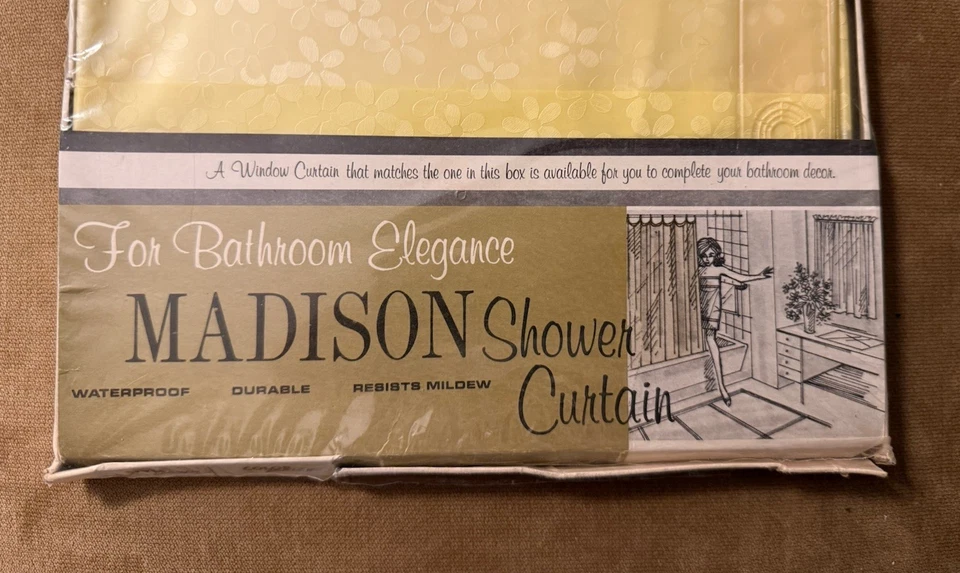 A Window Curtain that matches the one in this box is available for you to complete your bathroom decor.
For Bathroom Elegance
MADISON Shower
Curtain
WATERPROOF DURABLE RESISTS MILDEW